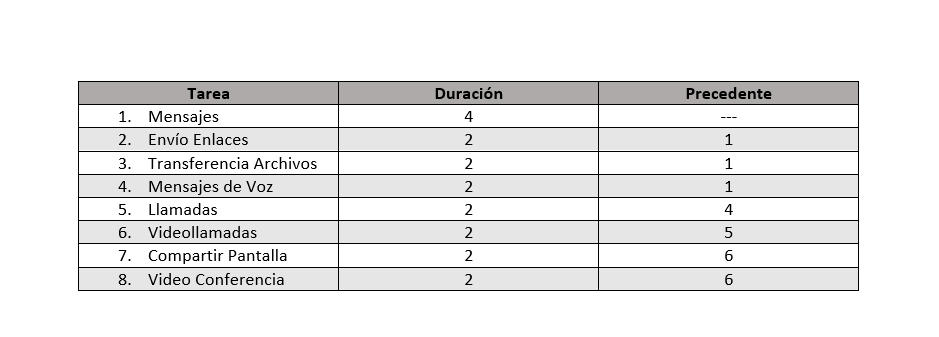 Tarea Duración Precedente
1. Mensajes 4 ---
2. Envío Enlaces 2 1
3. Transferencia Archivos 2 1
4. Mensajes de Voz 2 1
5. Llamadas 2 4
6. Videollamadas 2 5
7. Compartir Pantalla 2 6
8. Video Conferencia 2 6